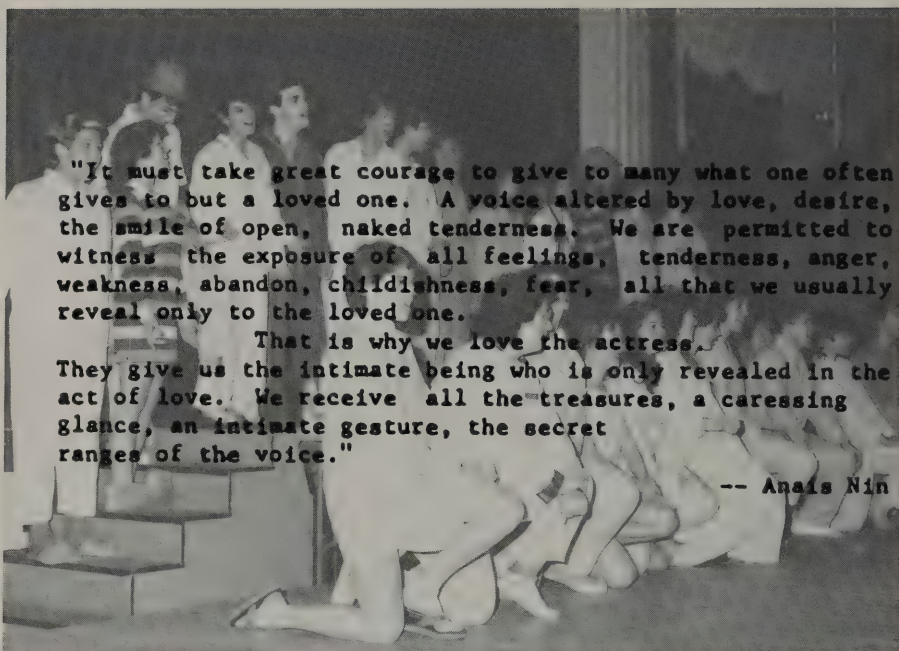 "It must take great courage to give to many what one often
gives to but a loved one. A voice altered by love, desire,
the smile of open, naked tenderness. We are permitted to
witness the exposure of all feelings, tenderness, anger,
weakness, abandon, childishness, fear, all that we usually
reveal only to the loved one.
That is why we love the actress.
They give us the intimate being who is only revealed in the
act of love. We receive all the treasures, a caressing
glance, an intimate gesture, the secret
ranges of the voice."
-- Anais Nin